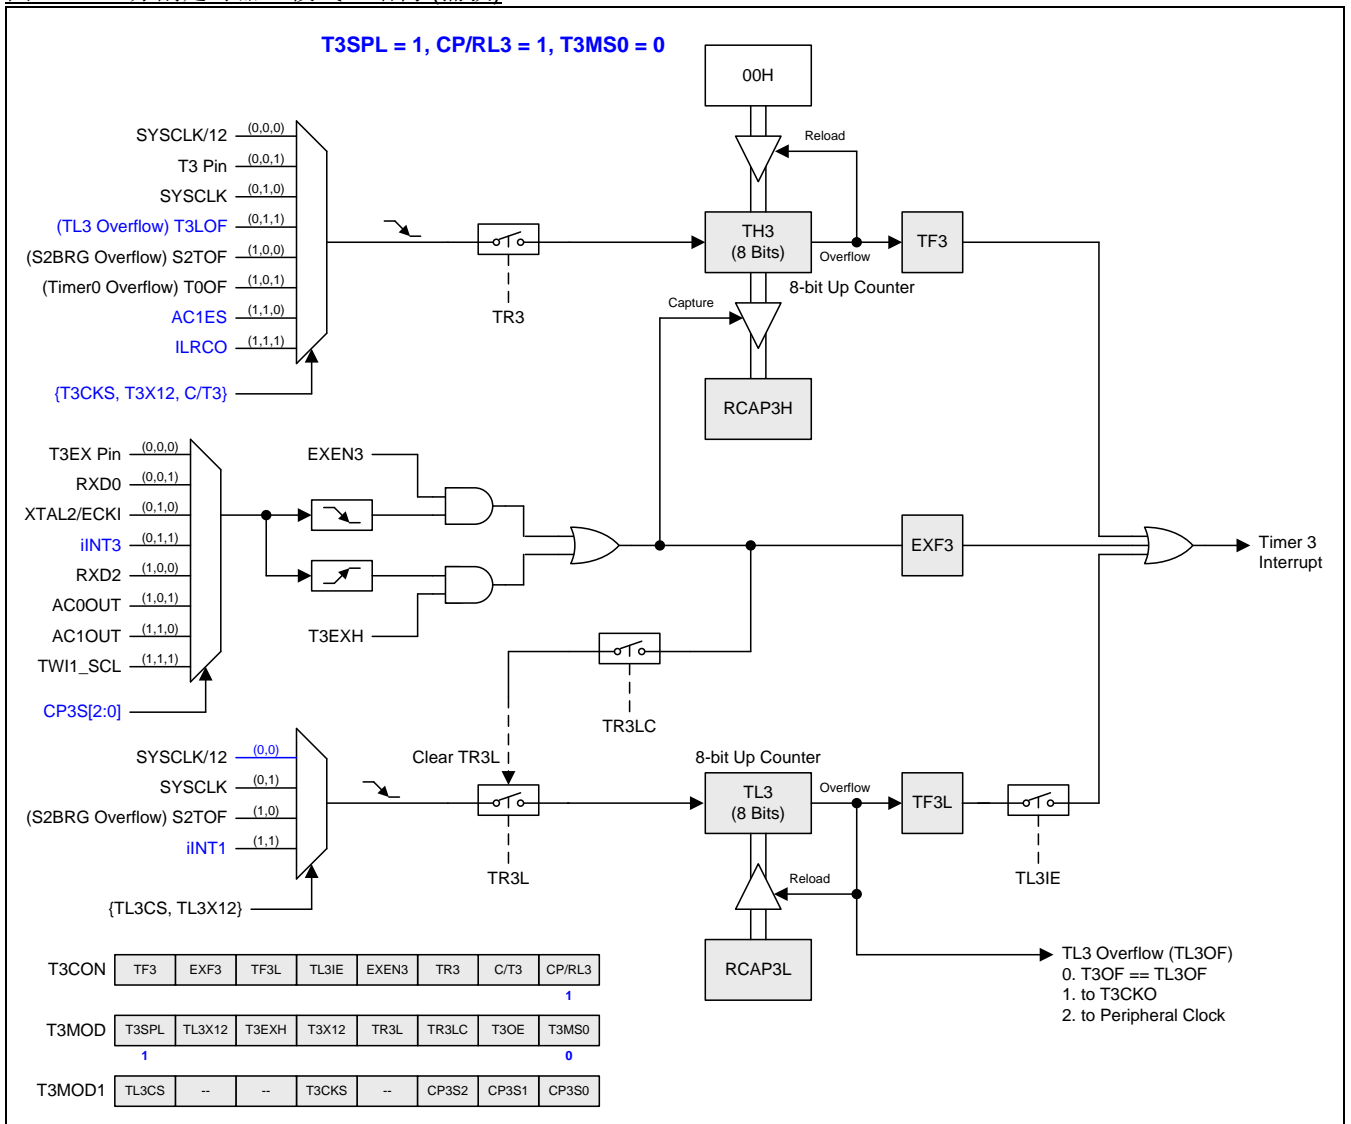 T3SPL = 1, CP/RL3 = 1, T3MS0 = 0
00H
Reload
SYSCLK/12 (0,0,0)
T3 Pin (0,0,1)
SYSCLK (0,1,0)
(TL3 Overflow) T3LOF (0,1,1)
(S2BRG Overflow) S2TOF (1,0,0)
(Timer0 Overflow) T0OF (1,0,1)
AC1ES (1,1,0)
ILRCO (1,1,1)
{T3CKS, T3X12, C/T3}
TR3
TH3
(8 Bits)
Overflow
TF3
8-bit Up Counter
Capture
RCAP3H
T3EX Pin (0,0,0)
RXD0 (0,0,1)
XTAL2/ECKI (0,1,0)
iINT3 (0,1,1)
RXD2 (1,0,0)
AC0OUT (1,0,1)
AC1OUT (1,1,0)
TWI1_SCL (1,1,1)
CP3S[2:0]
EXEN3
T3EXH
EXF3
Timer 3
Interrupt
TR3LC
Clear TR3L
SYSCLK/12 (0,0)
SYSCLK (0,1)
(S2BRG Overflow) S2TOF (1,0)
iINT1 (1,1)
{TL3CS, TL3X12}
TR3L
8-bit Up Counter
TL3
(8 Bits)
Overflow
TF3L
TL3IE
Reload
RCAP3L
TL3 Overflow (TL3OF)
0. T3OF == TL3OF
1. to T3CKO
2. to Peripheral Clock
T3CON TF3 EXF3 TF3L TL3IE EXEN3 TR3 C/T3 CP/RL3
1
T3MOD T3SPL TL3X12 T3EXH T3X12 TR3L TR3LC T3OE T3MS0
1 0
T3MOD1 TL3CS -- -- T3CKS -- CP3S2 CP3S1 CP3S0